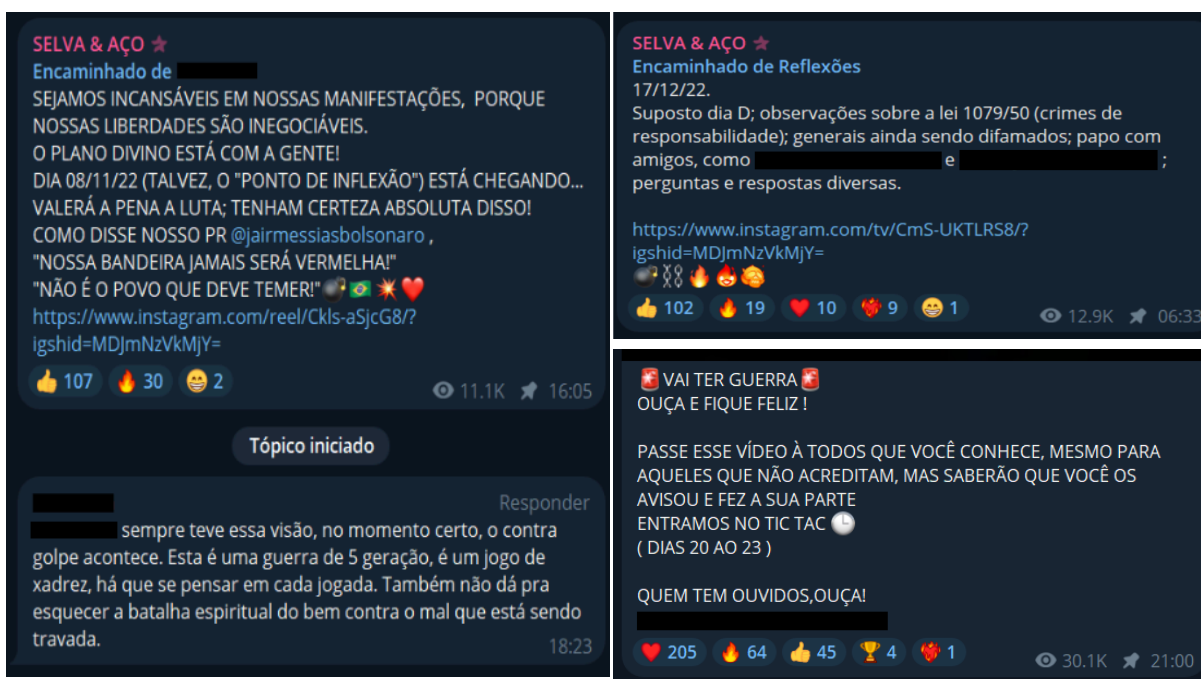 SELVA & AÇO
Encaminhado de
SEJAMOS INCANSÁVEIS EM NOSSAS MANIFESTAÇÕES, PORQUE
NOSSAS LIBERDADES SÃO INEGOCIÁVEIS.
O PLANO DIVINO ESTÁ COM A GENTE!
DIA 08/11/22 (TALVEZ, O "PONTO DE INFLEXÃO") ESTÁ CHEGANDO...
VALERÁ A PENA A LUTA; TENHAM CERTEZA ABSOLUTA DISSO!
COMO DISSE NOSSO PR @jairmessiasbolsonaro ,
"NOSSA BANDEIRA JAMAIS SERÁ VERMELHA!"
"NÃO É O POVO QUE DEVE TEMER!"💣🇧🇷💥❤️
https://www.instagram.com/reel/Ckls-aSjcG8/?
igshid=MDJmNzVkMjY=
👍 107 🔥 30 😁 2
11.1K 16:05
Tópico iniciado
Responder
sempre teve essa visão, no momento certo, o contra
golpe acontece. Esta é uma guerra de 5 geração, é um jogo de
xadrez, há que se pensar em cada jogada. Também não dá pra
esquecer a batalha espiritual do bem contra o mal que está sendo
travada.
18:23
SELVA & AÇO
Encaminhado de Reflexões
17/12/22.
Suposto dia D; observações sobre a lei 1079/50 (crimes de
responsabilidade); generais ainda sendo difamados; papo com
amigos, como e ;
perguntas e respostas diversas.
https://www.instagram.com/tv/CmS-UKTLRS8/?
igshid=MDJmNzVkMjY=
👍 102 🔥 19 ❤️ 10 ❤️‍🔥 9 😁 1
12.9K 06:33
🚨VAI TER GUERRA🚨
OUÇA E FIQUE FELIZ !
PASSE ESSE VÍDEO À TODOS QUE VOCÊ CONHECE, MESMO PARA
AQUELES QUE NÃO ACREDITAM, MAS SABERÃO QUE VOCÊ OS
AVISOU E FEZ A SUA PARTE
ENTRAMOS NO TIC TAC 🕒
( DIAS 20 AO 23 )
QUEM TEM OUVIDOS,OUÇA!
❤️ 205 🔥 64 👍 45 🏆 4 ❤️‍🔥 1
30.1K 21:00